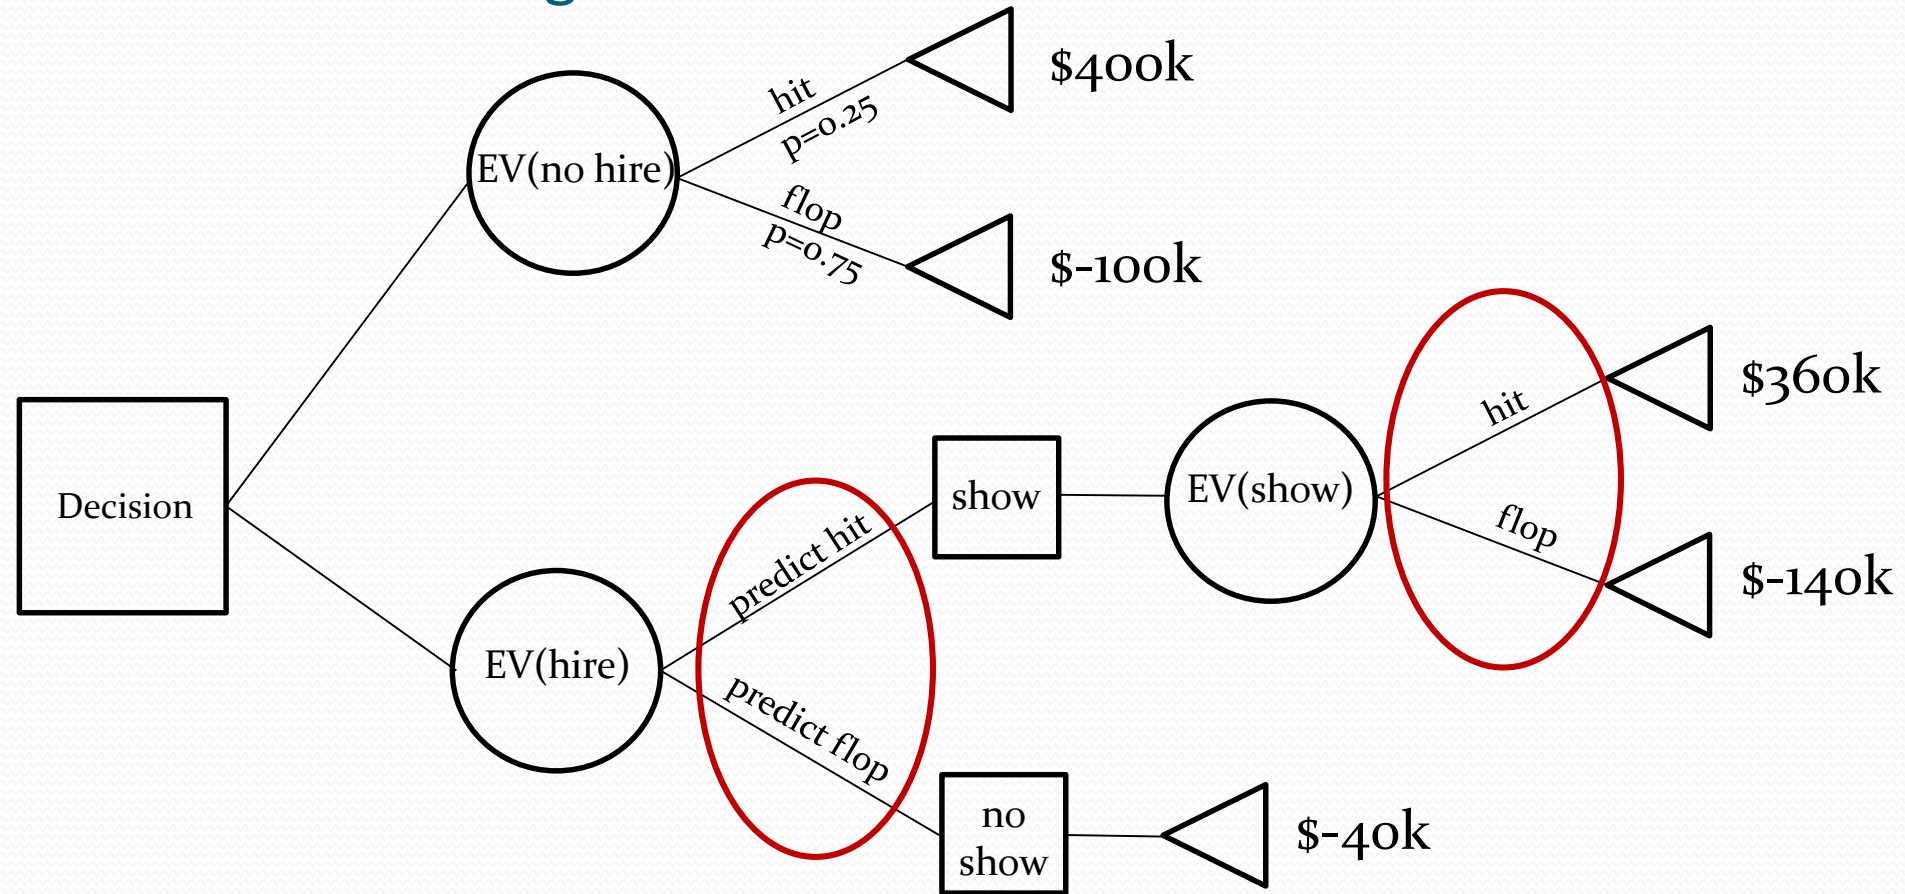 hit
p=0.25
$400k
EV(no hire)
flop
p=0.75
$-100k
Decision
EV(hire)
predict hit
show
EV(show)
hit
$360k
flop
$-140k
predict flop
no
show
$-40k